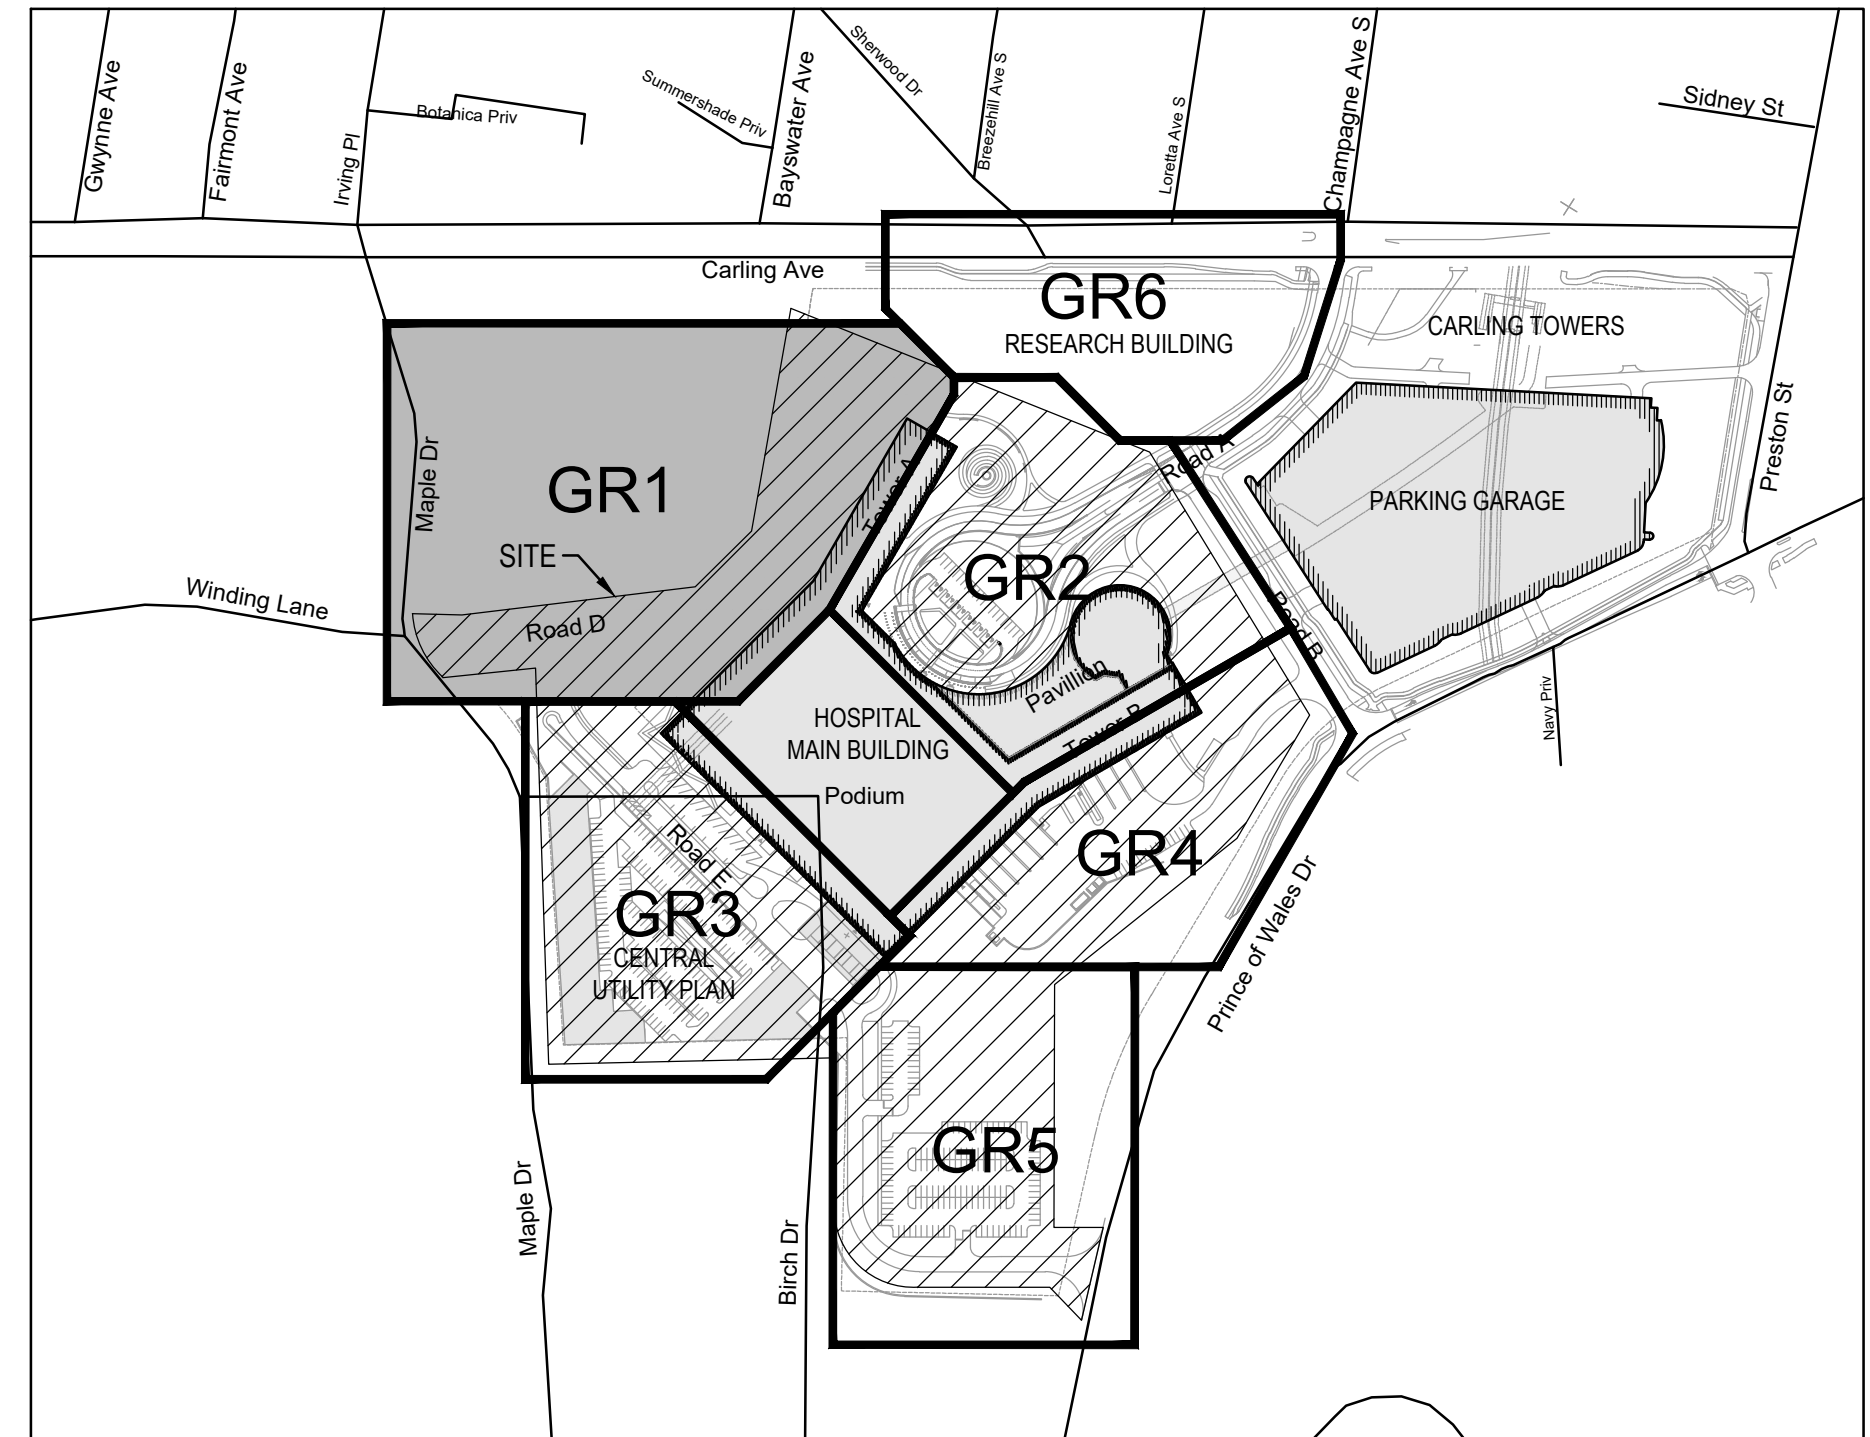 Gwynne Ave
Fairmont Ave
Irving Pl
Botanica Priv
Summershade Priv
Bayswater Ave
Sherwood Dr
Breezehill Ave S
Loretta Ave S
Champagne Ave S
Sidney St
Carling Ave
GR6
RESEARCH BUILDING
CARLING TOWERS
Preston St
Maple Dr
GR1
SITE
Tower A
Road A
PARKING GARAGE
GR2
Winding Lane
Road D
Road B
Pavillion
Tower B
Navy Priv
HOSPITAL
MAIN BUILDING
Podium
Road E
GR4
GR3
CENTRAL
UTILITY PLAN
Prince of Wales Dr
GR5
Maple Dr
Birch Dr